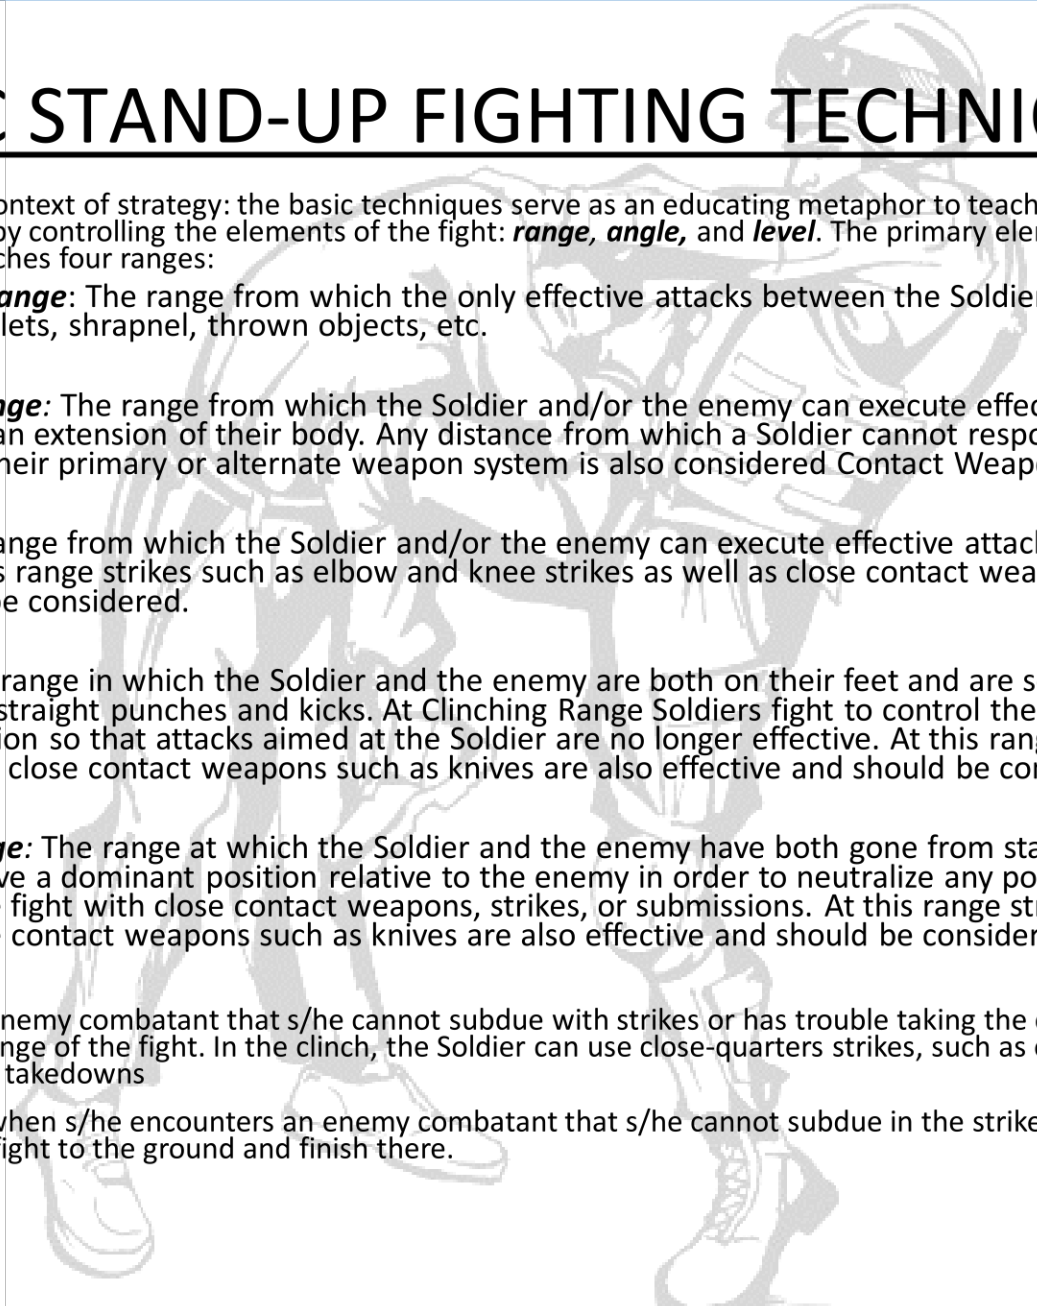 C STAND-UP FIGHTING TECHNI
ontext of strategy: the basic techniques serve as an educating metaphor to teach
by controlling the elements of the fight: range, angle, and level. The primary ele
ches four ranges:
ange: The range from which the only effective attacks between the Soldier
lets, shrapnel, thrown objects, etc.
nge: The range from which the Soldier and/or the enemy can execute effec
an extension of their body. Any distance from which a Soldier cannot respo
heir primary or alternate weapon system is also considered Contact Weap
ange from which the Soldier and/or the enemy can execute effective attac
s range strikes such as elbow and knee strikes as well as close contact wea
be considered.
range in which the Soldier and the enemy are both on their feet and are s
straight punches and kicks. At Clinching Range Soldiers fight to control the
ion so that attacks aimed at the Soldier are no longer effective. At this ran
close contact weapons such as knives are also effective and should be con
ge: The range at which the Soldier and the enemy have both gone from sta
ve a dominant position relative to the enemy in order to neutralize any po
fight with close contact weapons, strikes, or submissions. At this range str
contact weapons such as knives are also effective and should be consider
nemy combatant that s/he cannot subdue with strikes or has trouble taking the
nge of the fight. In the clinch, the Soldier can use close-quarters strikes, such as
takedowns
when s/he encounters an enemy combatant that s/he cannot subdue in the strike
ight to the ground and finish there.